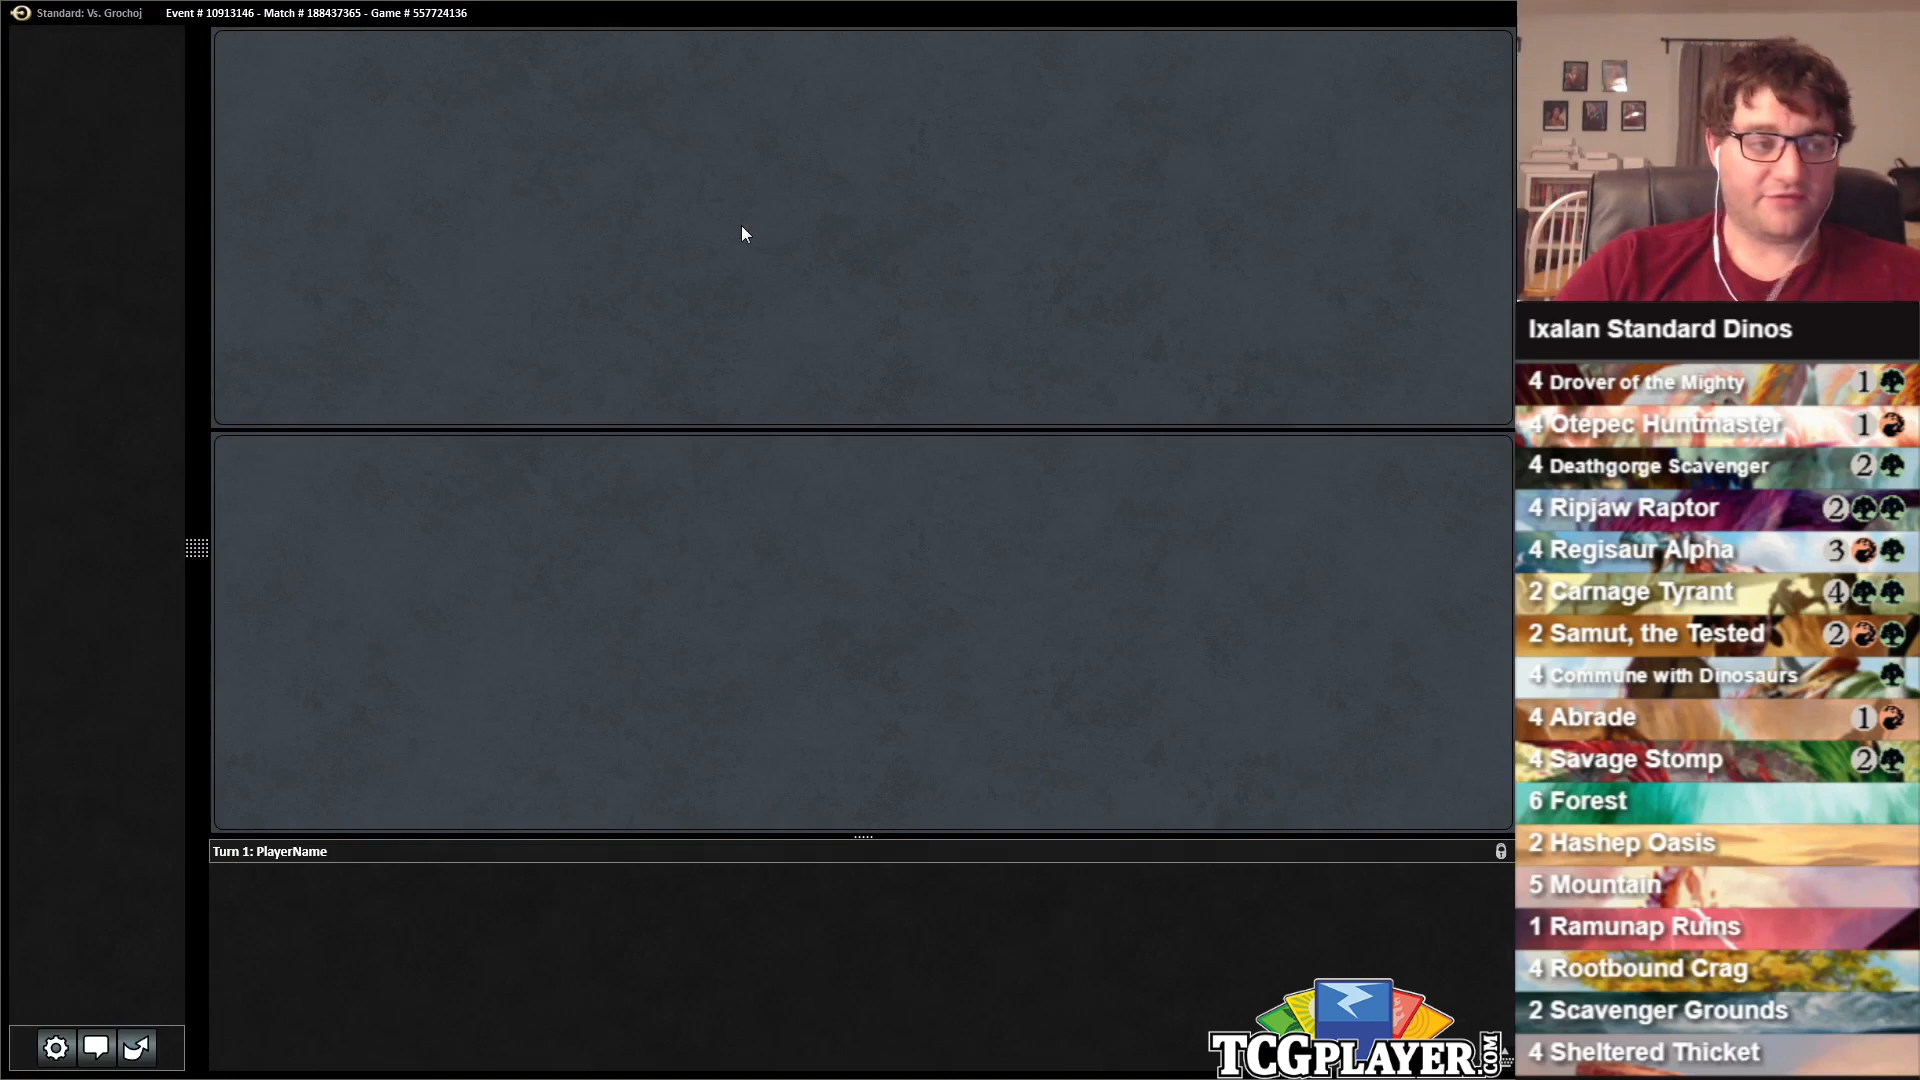 Standard: Vs. Grochoj
Event # 10913146 - Match # 188437365 - Game # 557724136
Ixalan Standard Dinos
4 Drover of the Mighty 1
4 Otepec Huntmaster 1
4 Deathgorge Scavenger 2
4 Ripjaw Raptor 2
4 Regisaur Alpha 3
2 Carnage Tyrant 4
2 Samut, the Tested 2
4 Commune with Dinosaurs
4 Abrade 1
4 Savage Stomp 2
6 Forest
2 Hashep Oasis
5 Mountain
1 Ramunap Ruins
4 Rootbound Crag
2 Scavenger Grounds
4 Sheltered Thicket
Turn 1: PlayerName
TCGPLAYER.COM